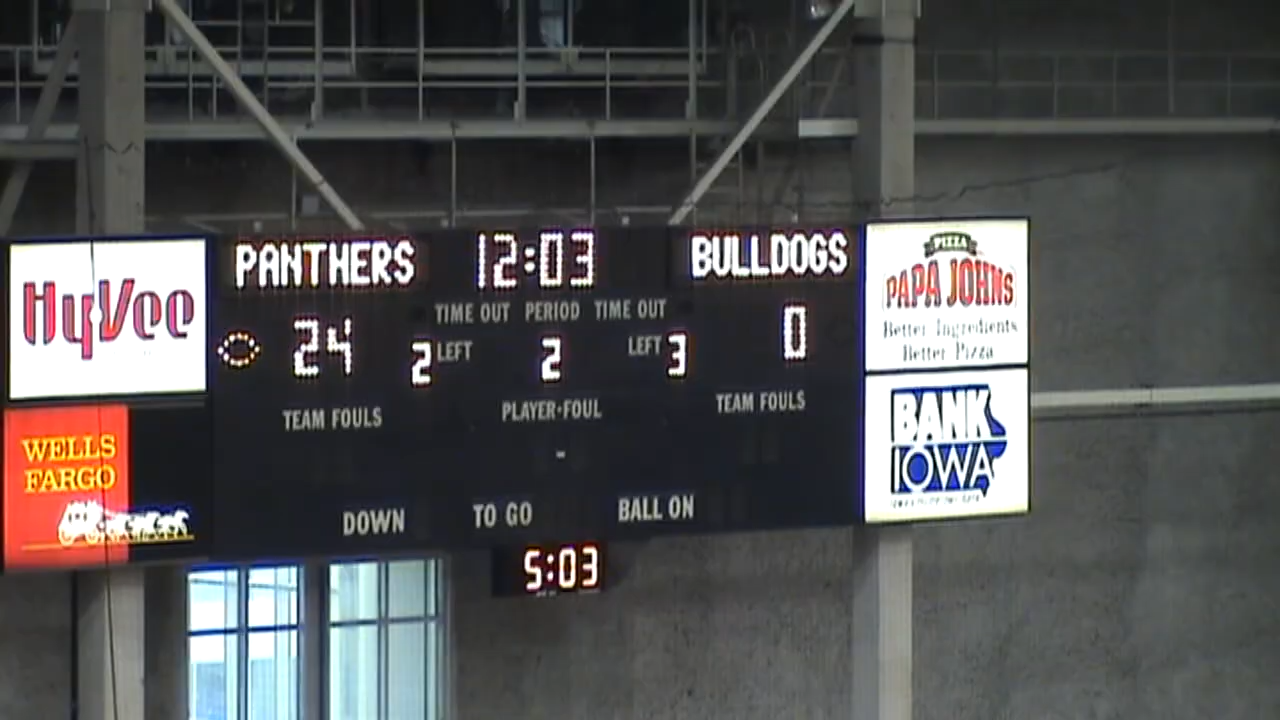 HyVee
WELLS
FARGO
PANTHERS 12:03 BULLDOGS
TIME OUT PERIOD TIME OUT
24 2 LEFT 2 LEFT 3 0
TEAM FOULS PLAYER-FOUL TEAM FOULS
-
DOWN TO GO BALL ON
5:03
PIZZA
PAPA JOHNS
Better Ingredients
Better Pizza
BANK
IOWA